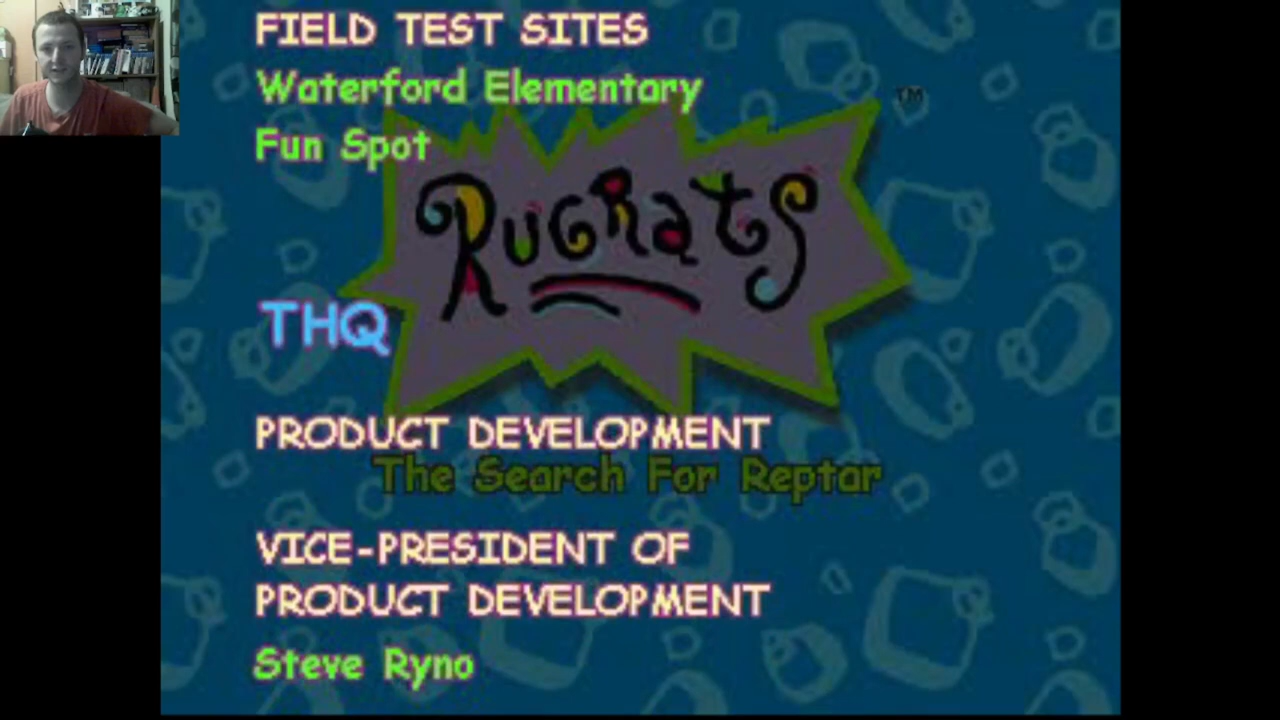 FIELD TEST SITES
Waterford Elementary
Fun Spot
TM
RUGRatS
THQ
PRODUCT DEVELOPMENT
The Search For Reptar
VICE-PRESIDENT OF
PRODUCT DEVELOPMENT
Steve Ryno